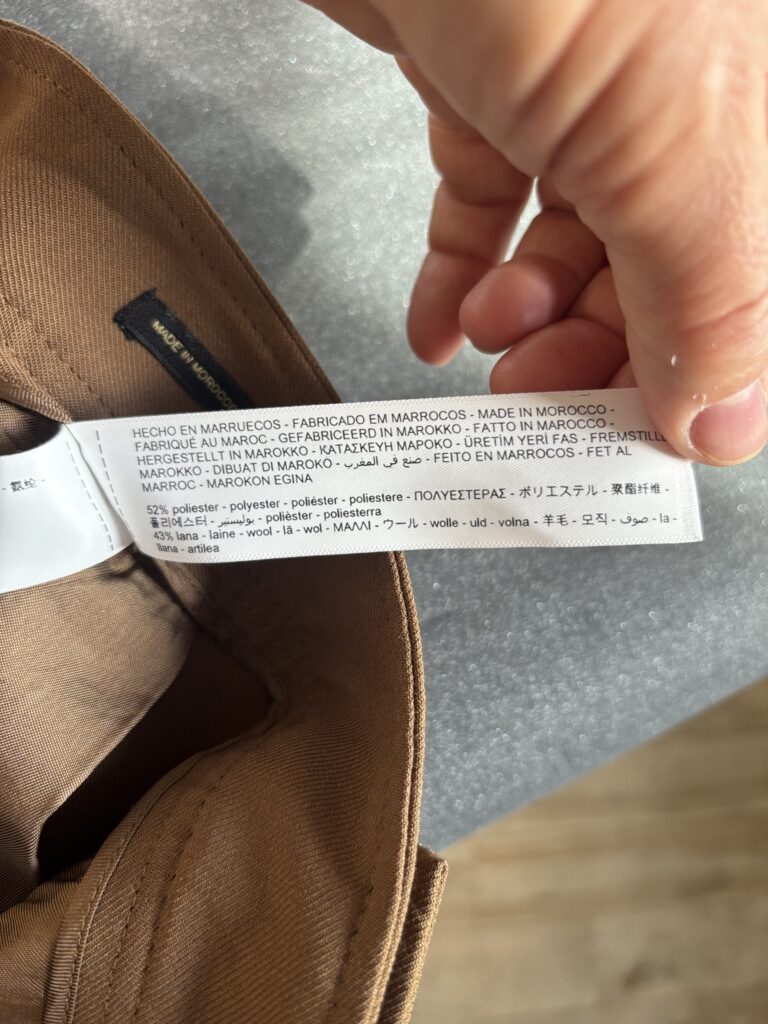 - 氨纶 -
MADE IN MOROCCO
HECHO EN MARRUECOS - FABRICADO EM MARROCOS - MADE IN MOROCCO -
FABRIQUÉ AU MAROC - GEFABRICEERD IN MAROKKO - FATTO IN MAROCCO -
HERGESTELLT IN MAROKKO - ΚΑΤΑΣΚΕΥΗ ΜΑΡΟΚΟ - ÜRETİM YERİ FAS - FREMSTILLET
MAROKKO - DIBUAT DI MAROKO - صنع في المغرب - FEITO EN MARROCOS - FET AL
MARROC - MAROKON EGINA
52% poliester - polyester - poliéster - poliestere - ΠΟΛΥΕΣΤΕΡΑΣ - ポリエステル - 聚酯纤维 -
폴리에스터 - بوليستير - polièster - poliesterra
43% lana - laine - wool - lã - wol - ΜΑΛΛΙ - ウール - wolle - uld - volna - 羊毛 - 모직 - صوف - la -
llana - artilea